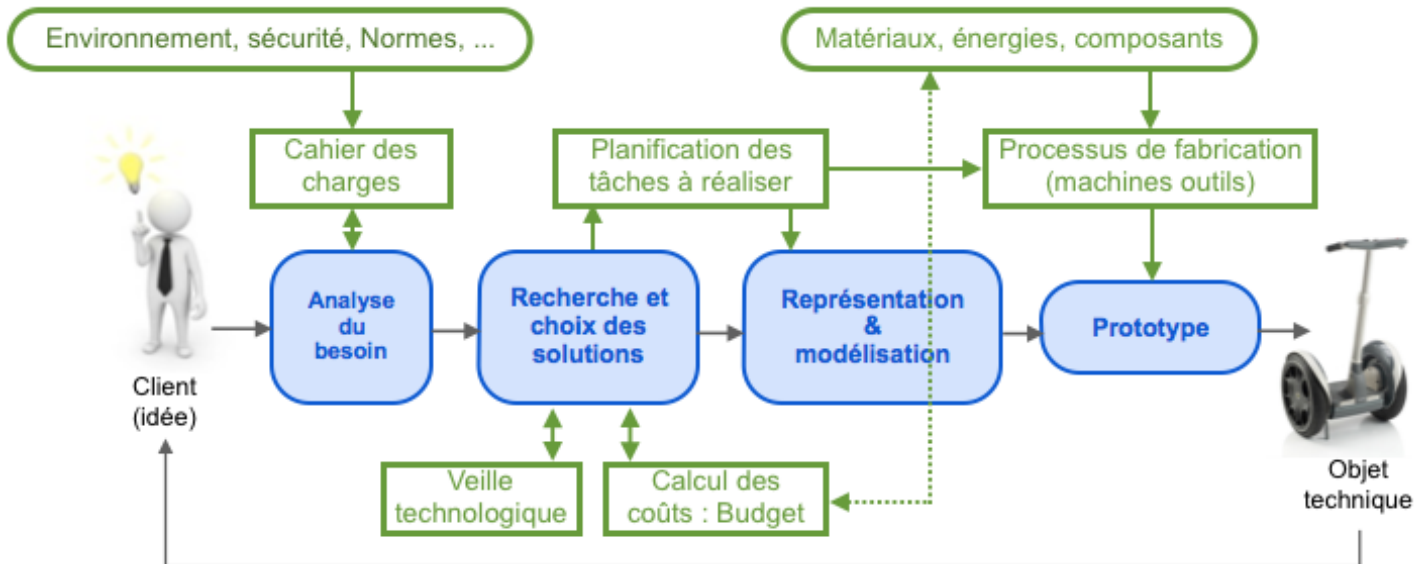 Environnement, sécurité, Normes, ...
Matériaux, énergies, composants
Cahier des
charges
Planification des
tâches à réaliser
Processus de fabrication
(machines outils)
Analyse
du
besoin
Recherche et
choix des
solutions
Représentation
&
modélisation
Prototype
Client
(idée)
Veille
technologique
Calcul des
coûts : Budget
Objet
technique